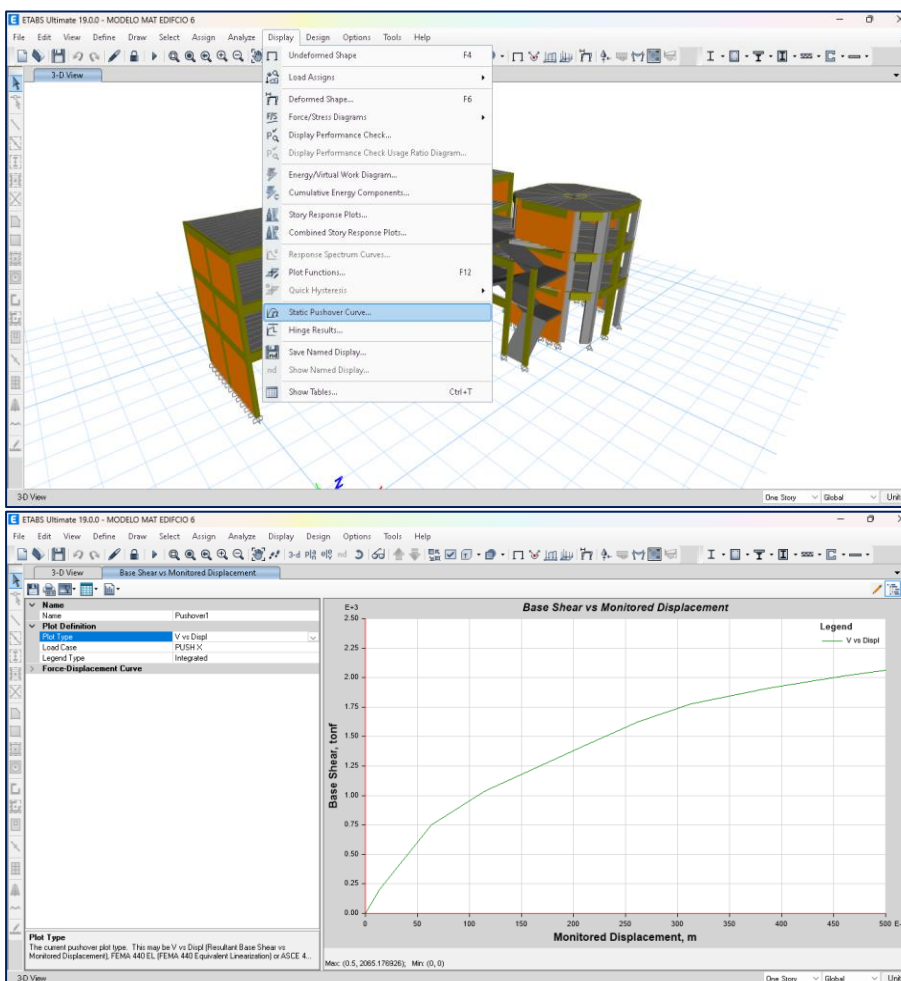 ETABS Ultimate 19.0.0 - MODELO MAT EDIFCIO 6
File Edit View Define Draw Select Assign Analyze Display Design Options Tools Help
3-D View
Undeformed Shape F4
Load Assigns
Deformed Shape... F6
Force/Stress Diagrams
Display Performance Check...
Display Performance Check Usage Ratio Diagram...
Energy/Virtual Work Diagram...
Cumulative Energy Components...
Story Response Plots...
Combined Story Response Plots...
Response Spectrum Curves...
Plot Functions... F12
Quick Hysteresis
Static Pushover Curve...
Hinge Results...
Save Named Display...
nd Show Named Display...
Show Tables... Ctrl+T
Z
3-D View One Story Global Unit
ETABS Ultimate 19.0.0 - MODELO MAT EDIFCIO 6
File Edit View Define Draw Select Assign Analyze Display Design Options Tools Help
3-d nd
3-D View Base Shear vs Monitored Displacement
Name
Name Pushover1
Plot Definition
Plot Type V vs Displ
Load Case PUSH X
Legend Type Integrated
Force-Displacement Curve
Plot Type
The current pushover plot type. This may be V vs Displ (Resultant Base Shear vs
Monitored Displacement), FEMA 440 EL (FEMA 440 Equivalent Linearization) or ASCE 4...
Base Shear vs Monitored Displacement
E+3
Legend
V vs Displ
2.50
2.25
2.00
1.75
1.50
1.25
1.00
0.75
0.50
0.25
0.00
Base Shear, tonf
0 50 100 150 200 250 300 350 400 450 500 E-
Monitored Displacement, m
Max: (0.5, 2065.176926); Min: (0, 0)
3-D View One Story Global Unit